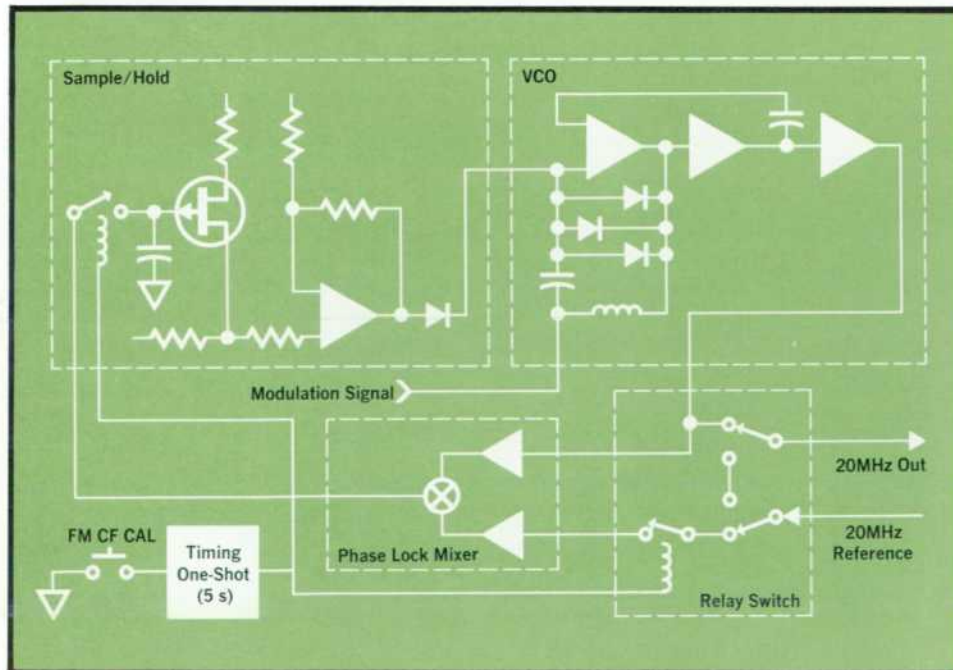 Sample/Hold
VCO
Modulation Signal
20MHz Out
FM CF CAL
Timing
One-Shot
(5 s)
Phase Lock Mixer
20MHz
Reference
Relay Switch